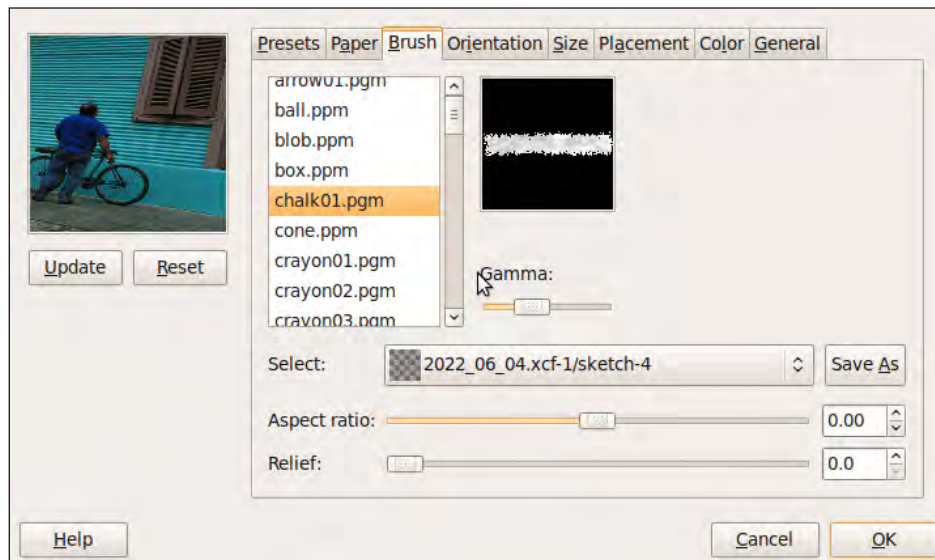 Presets Paper Brush Orientation Size Placement Color General
arrow01.pgm
ball.ppm
blob.ppm
box.ppm
chalk01.pgm
cone.ppm
crayon01.pgm
crayon02.pgm
crayon03.pgm
Update Reset
Gamma:
Select: 2022_06_04.xcf-1/sketch-4 Save As
Aspect ratio: 0.00
Relief: 0.0
Help Cancel OK